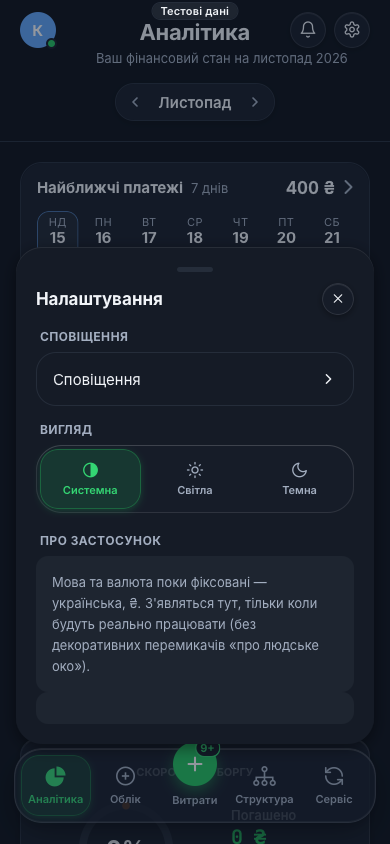 Тестові дані
К
Аналітика
Ваш фінансовий стан на листопад 2026
Листопад
Найближчі платежі 7 днів 400 ₴
НД ПН ВТ СР ЧТ ПТ СБ
15 16 17 18 19 20 21
Налаштування
СПОВІЩЕННЯ
Сповіщення
ВИГЛЯД
Системна Світла Темна
ПРО ЗАСТОСУНОК
Мова та валюта поки фіксовані —
українська, ₴. З'являться тут, тільки коли
будуть реально працювати (без
декоративних перемикачів «про людське
око»).
9+
Аналітика Облік Витрати Структура Сервіс
Погашено
0 ₴